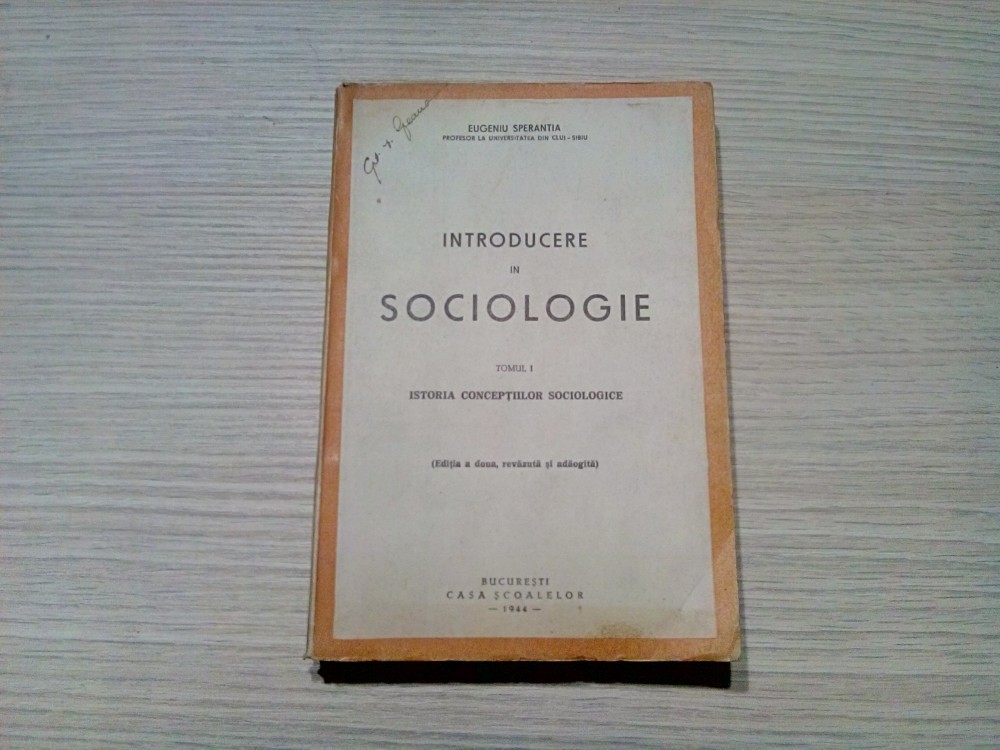 EUGENIU SPERANTIA
PROFESOR LA UNIVERSITATEA DIN CLUJ - SIBIU
INTRODUCERE
IN
SOCIOLOGIE
TOMUL I
ISTORIA CONCEPȚIILOR SOCIOLOGICE
(Ediția a doua, revăzută și adăogită)
BUCUREȘTI
CASA ȘCOALELOR
— 1944 —